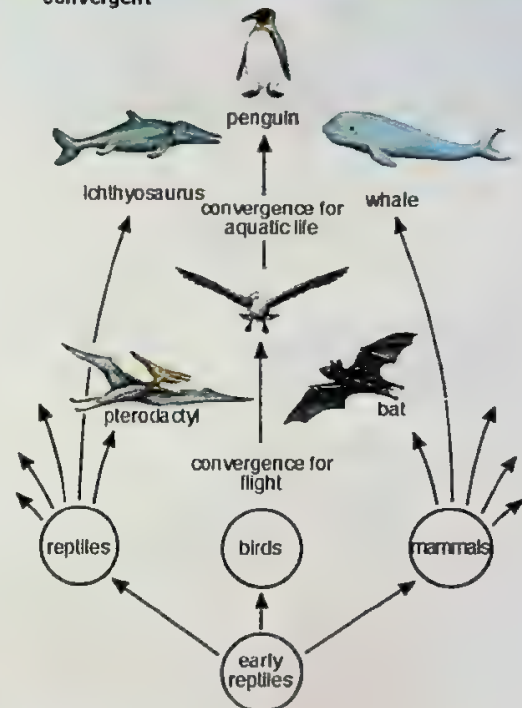 convergent
penguin
ichthyosaurus
whale
convergence for
aquatic life
pterodactyl
bat
convergence for
flight
reptiles
birds
mammals
early
reptiles